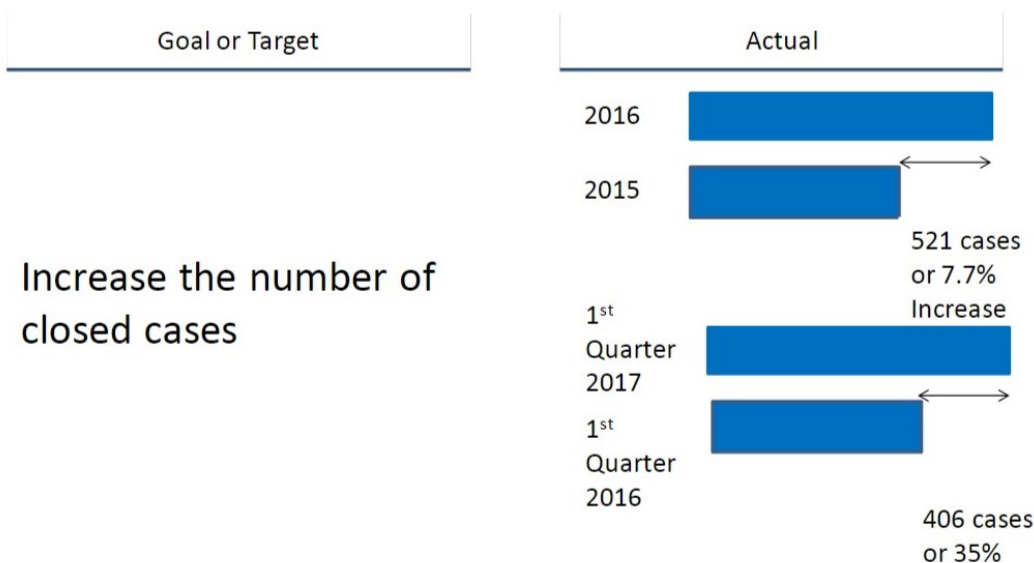 Goal or Target
Actual
Increase the number of
closed cases
2016
2015
521 cases
or 7.7%
Increase
1st
Quarter
2017
1st
Quarter
2016
406 cases
or 35%